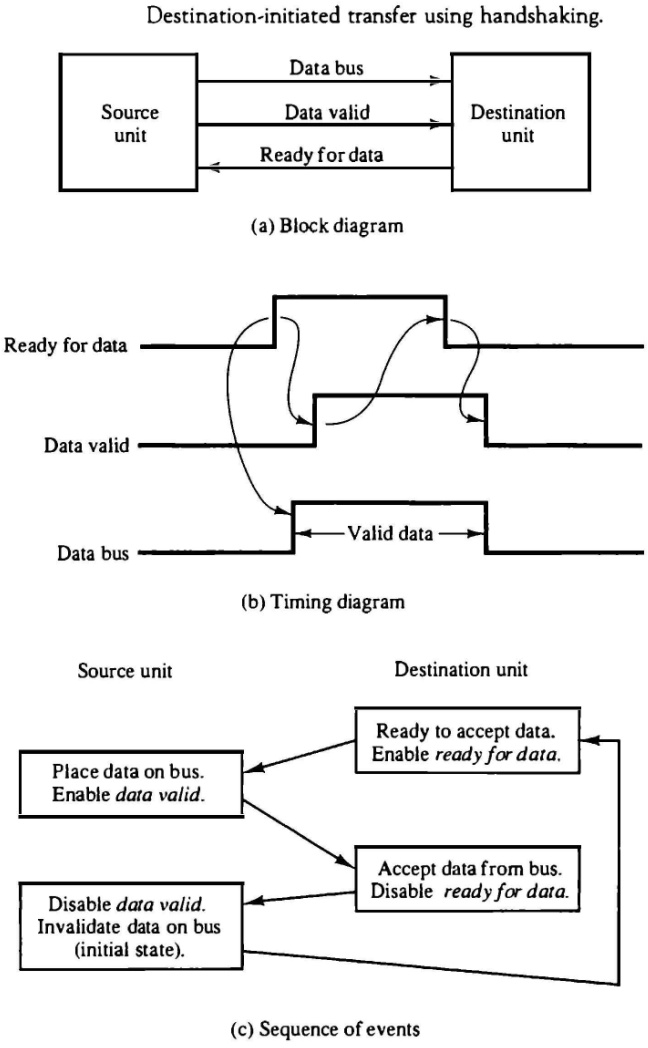 Destination-initiated transfer using handshaking.
Data bus
Source
unit
Data valid
Destination
unit
Ready for data
(a) Block diagram
Ready for data
Data valid
Valid data
Data bus
(b) Timing diagram
Source unit
Destination unit
Ready to accept data.
Enable ready for data.
Place data on bus.
Enable data valid.
Accept data from bus.
Disable ready for data.
Disable data valid.
Invalidate data on bus
(initial state).
(c) Sequence of events